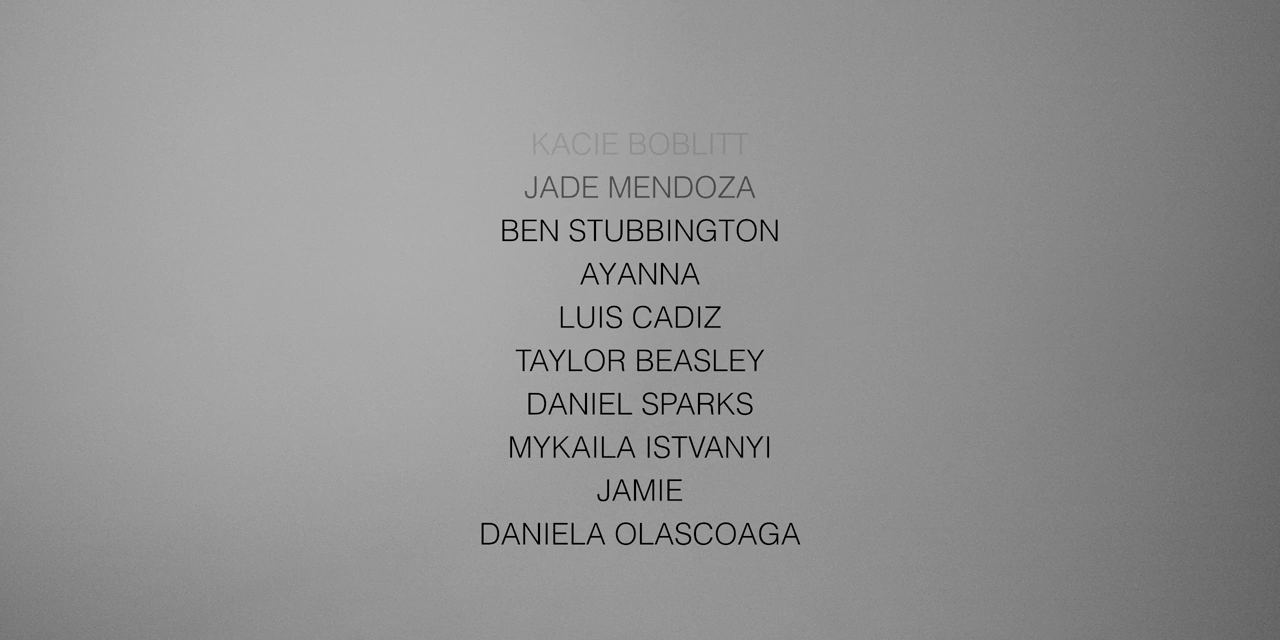 KACIE BOBLITT
JADE MENDOZA
BEN STUBBINGTON
AYANNA
LUIS CADIZ
TAYLOR BEASLEY
DANIEL SPARKS
MYKAILA ISTVANYI
JAMIE
DANIELA OLASCOAGA